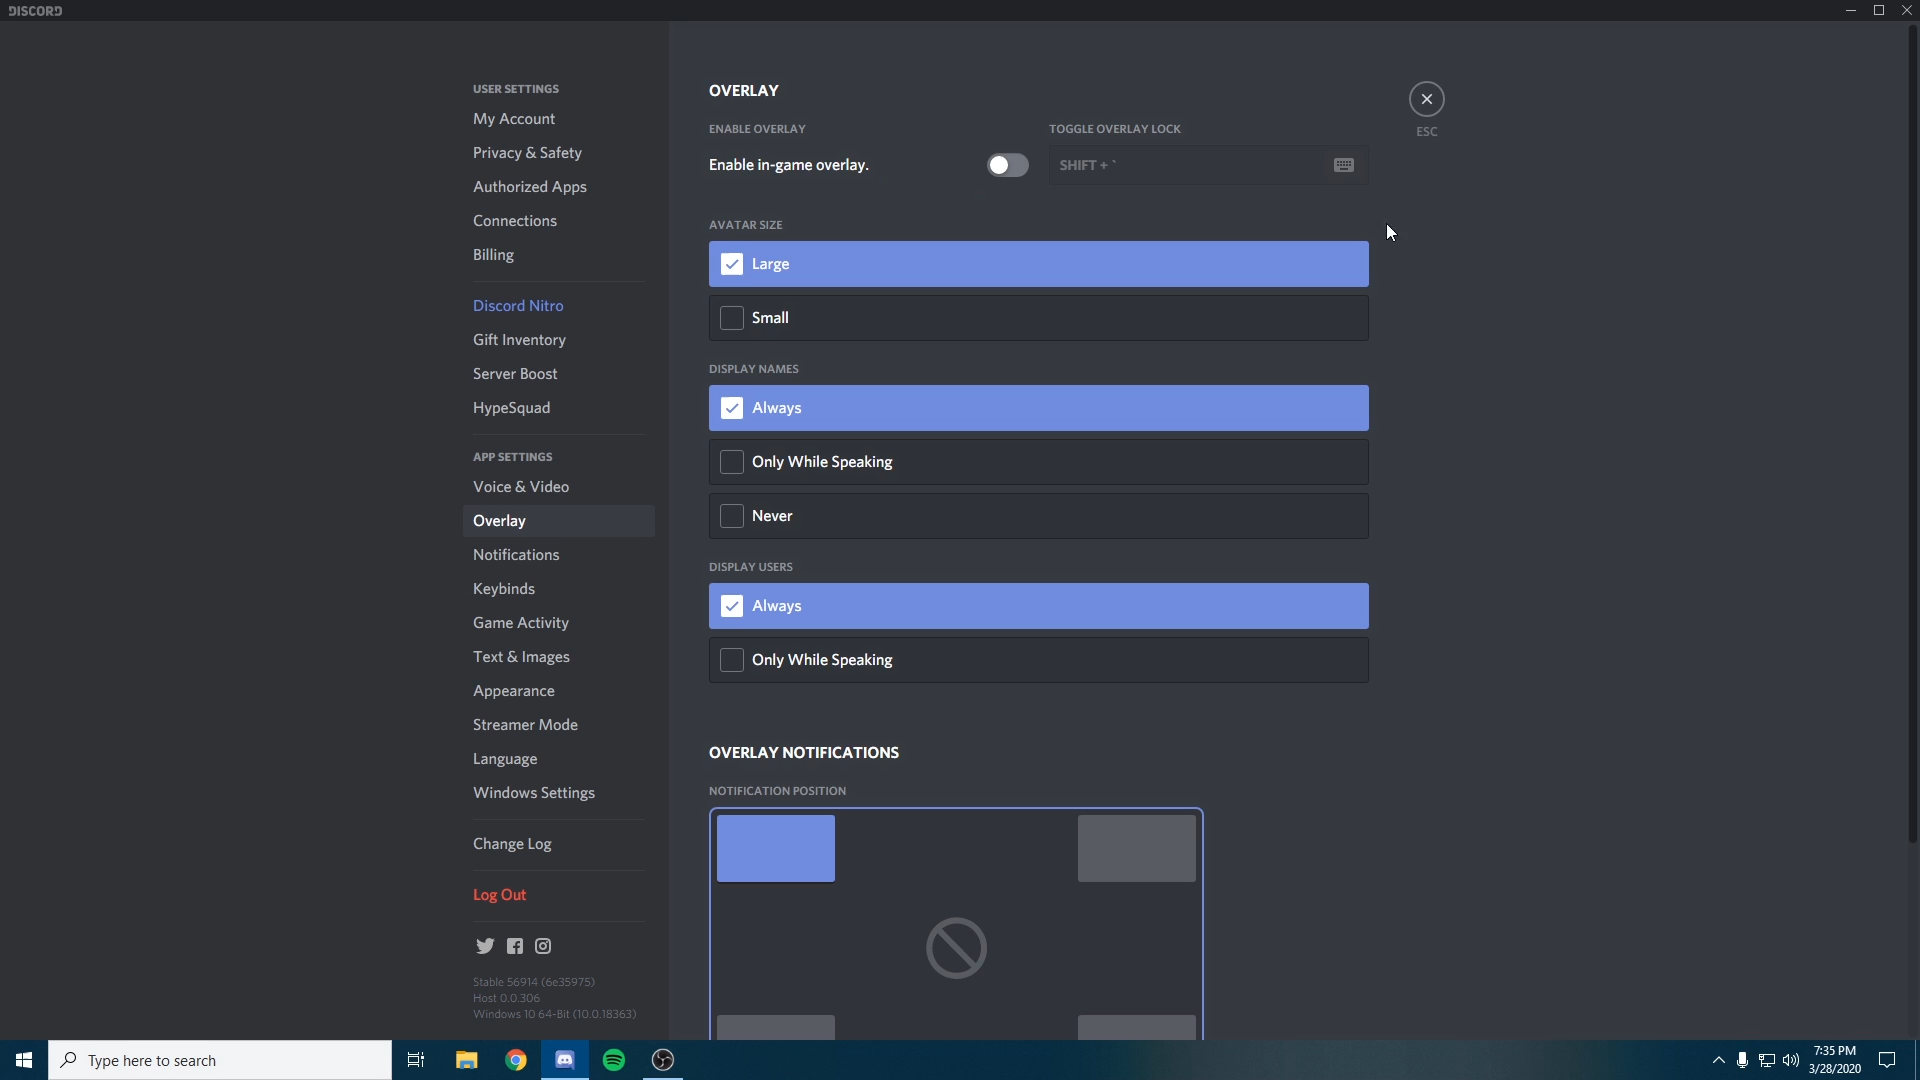 DISCORD
USER SETTINGS
My Account
Privacy & Safety
Authorized Apps
Connections
Billing
Discord Nitro
Gift Inventory
Server Boost
HypeSquad
APP SETTINGS
Voice & Video
Overlay
Notifications
Keybinds
Game Activity
Text & Images
Appearance
Streamer Mode
Language
Windows Settings
Change Log
Log Out
Stable 56914 (6e35975)
Host 0.0.306
Windows 10 64-Bit (10.0.18363)
OVERLAY
ENABLE OVERLAY
Enable in-game overlay.
TOGGLE OVERLAY LOCK
SHIFT + `
ESC
AVATAR SIZE
Large
Small
DISPLAY NAMES
Always
Only While Speaking
Never
DISPLAY USERS
Always
Only While Speaking
OVERLAY NOTIFICATIONS
NOTIFICATION POSITION
Type here to search
7:35 PM
3/28/2020